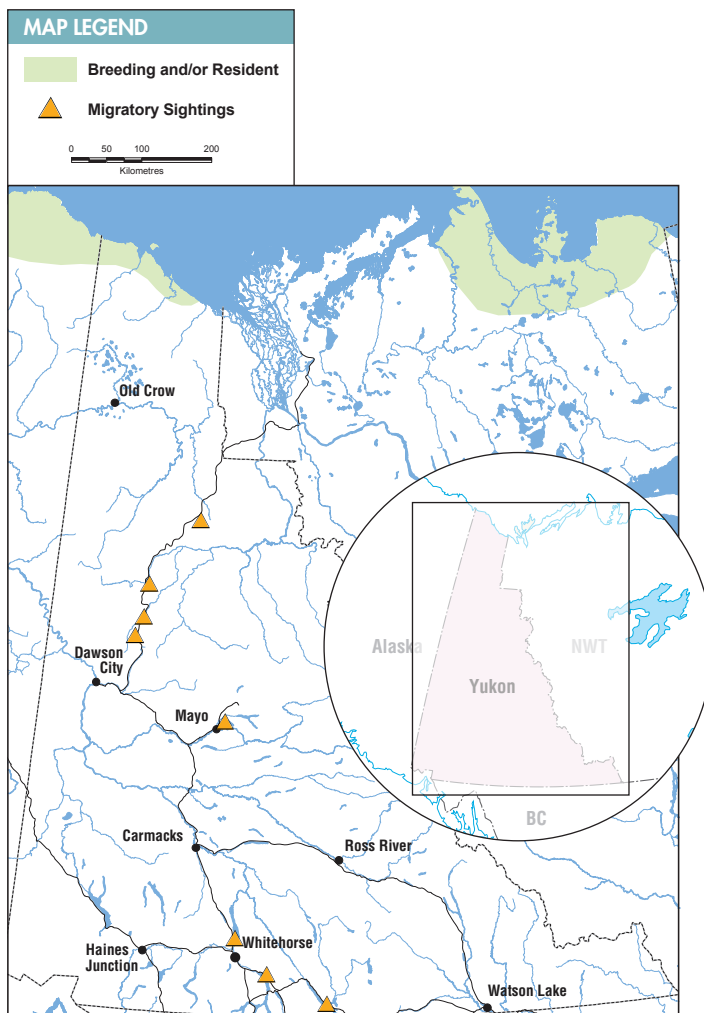 MAP LEGEND
Breeding and/or Resident
Migratory Sightings
0 50 100 200
Kilometres
Old Crow
Dawson
City
Alaska
NWT
Yukon
Mayo
BC
Carmacks
Ross River
Whitehorse
Haines
Junction
Watson Lake